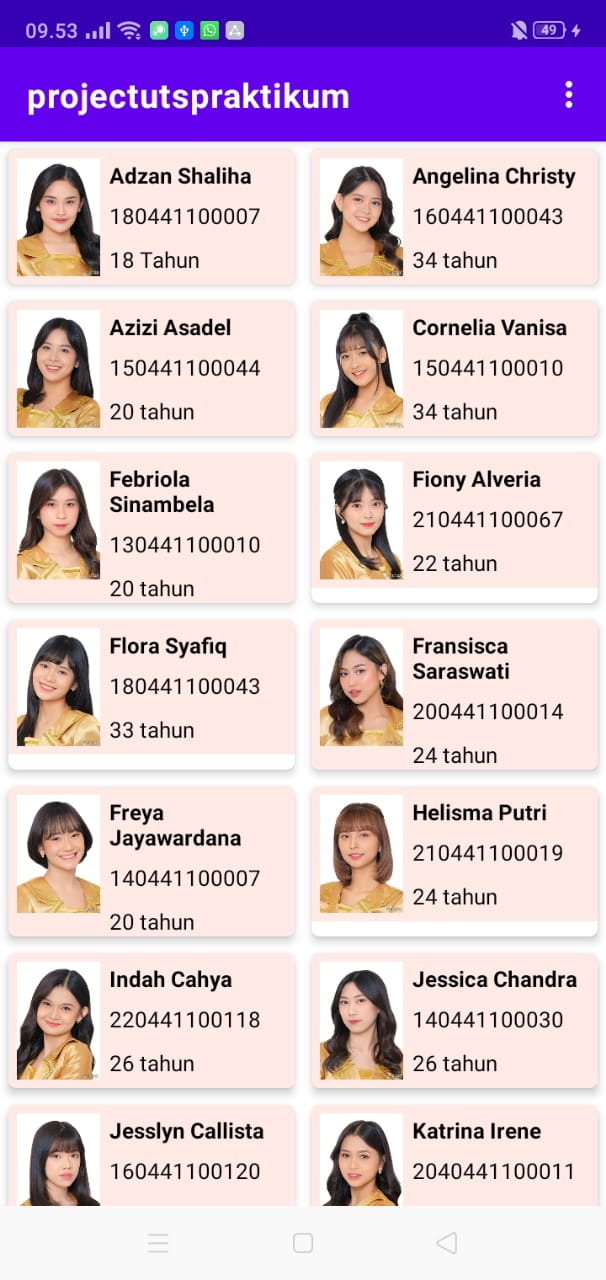 09.53
49
projectutspraktikum
Adzan Shaliha
180441100007
18 Tahun
Angelina Christy
160441100043
34 tahun
Azizi Asadel
150441100044
20 tahun
Cornelia Vanisa
150441100010
34 tahun
Febriola
Sinambela
130441100010
20 tahun
Fiony Alveria
210441100067
22 tahun
Flora Syafiq
180441100043
33 tahun
Fransisca
Saraswati
200441100014
24 tahun
Freya
Jayawardana
140441100007
20 tahun
Helisma Putri
210441100019
24 tahun
Indah Cahya
220441100118
26 tahun
Jessica Chandra
140441100030
26 tahun
Jesslyn Callista
160441100120
Katrina Irene
2040441100011